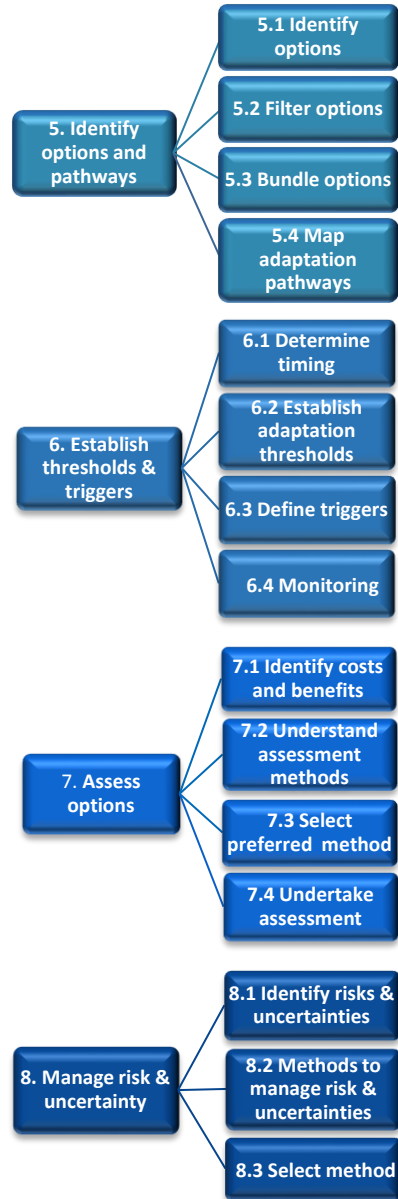 5. Identify
options and
pathways
5.1 Identify
options
5.2 Filter options
5.3 Bundle options
5.4 Map
adaptation
pathways
6. Establish
thresholds &
triggers
6.1 Determine
timing
6.2 Establish
adaptation
thresholds
6.3 Define triggers
6.4 Monitoring
7. Assess
options
7.1 Identify costs
and benefits
7.2 Understand
assessment
methods
7.3 Select
preferred  method
7.4 Undertake
assessment
8. Manage risk &
uncertainty
8.1 Identify risks &
uncertainties
8.2 Methods to
manage risk &
uncertainties
8.3 Select method